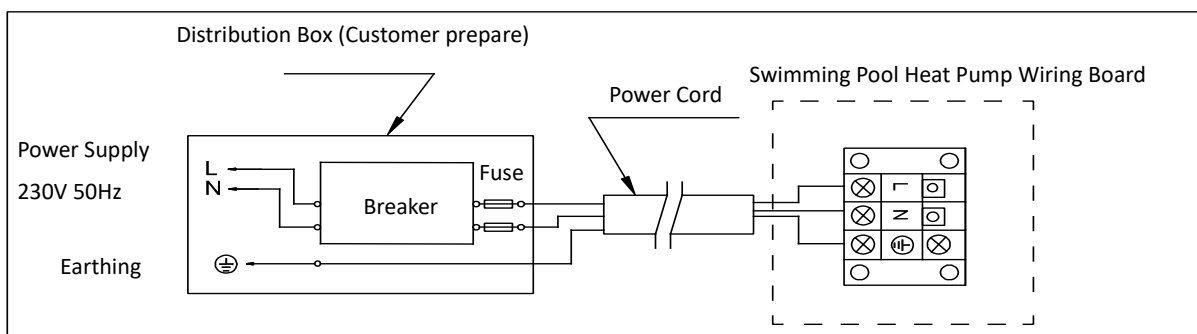 Distribution Box (Customer prepare)
Swimming Pool Heat Pump Wiring Board
Power Cord
Power Supply
230V 50Hz
L
N
Fuse
Breaker
Earthing
L
N